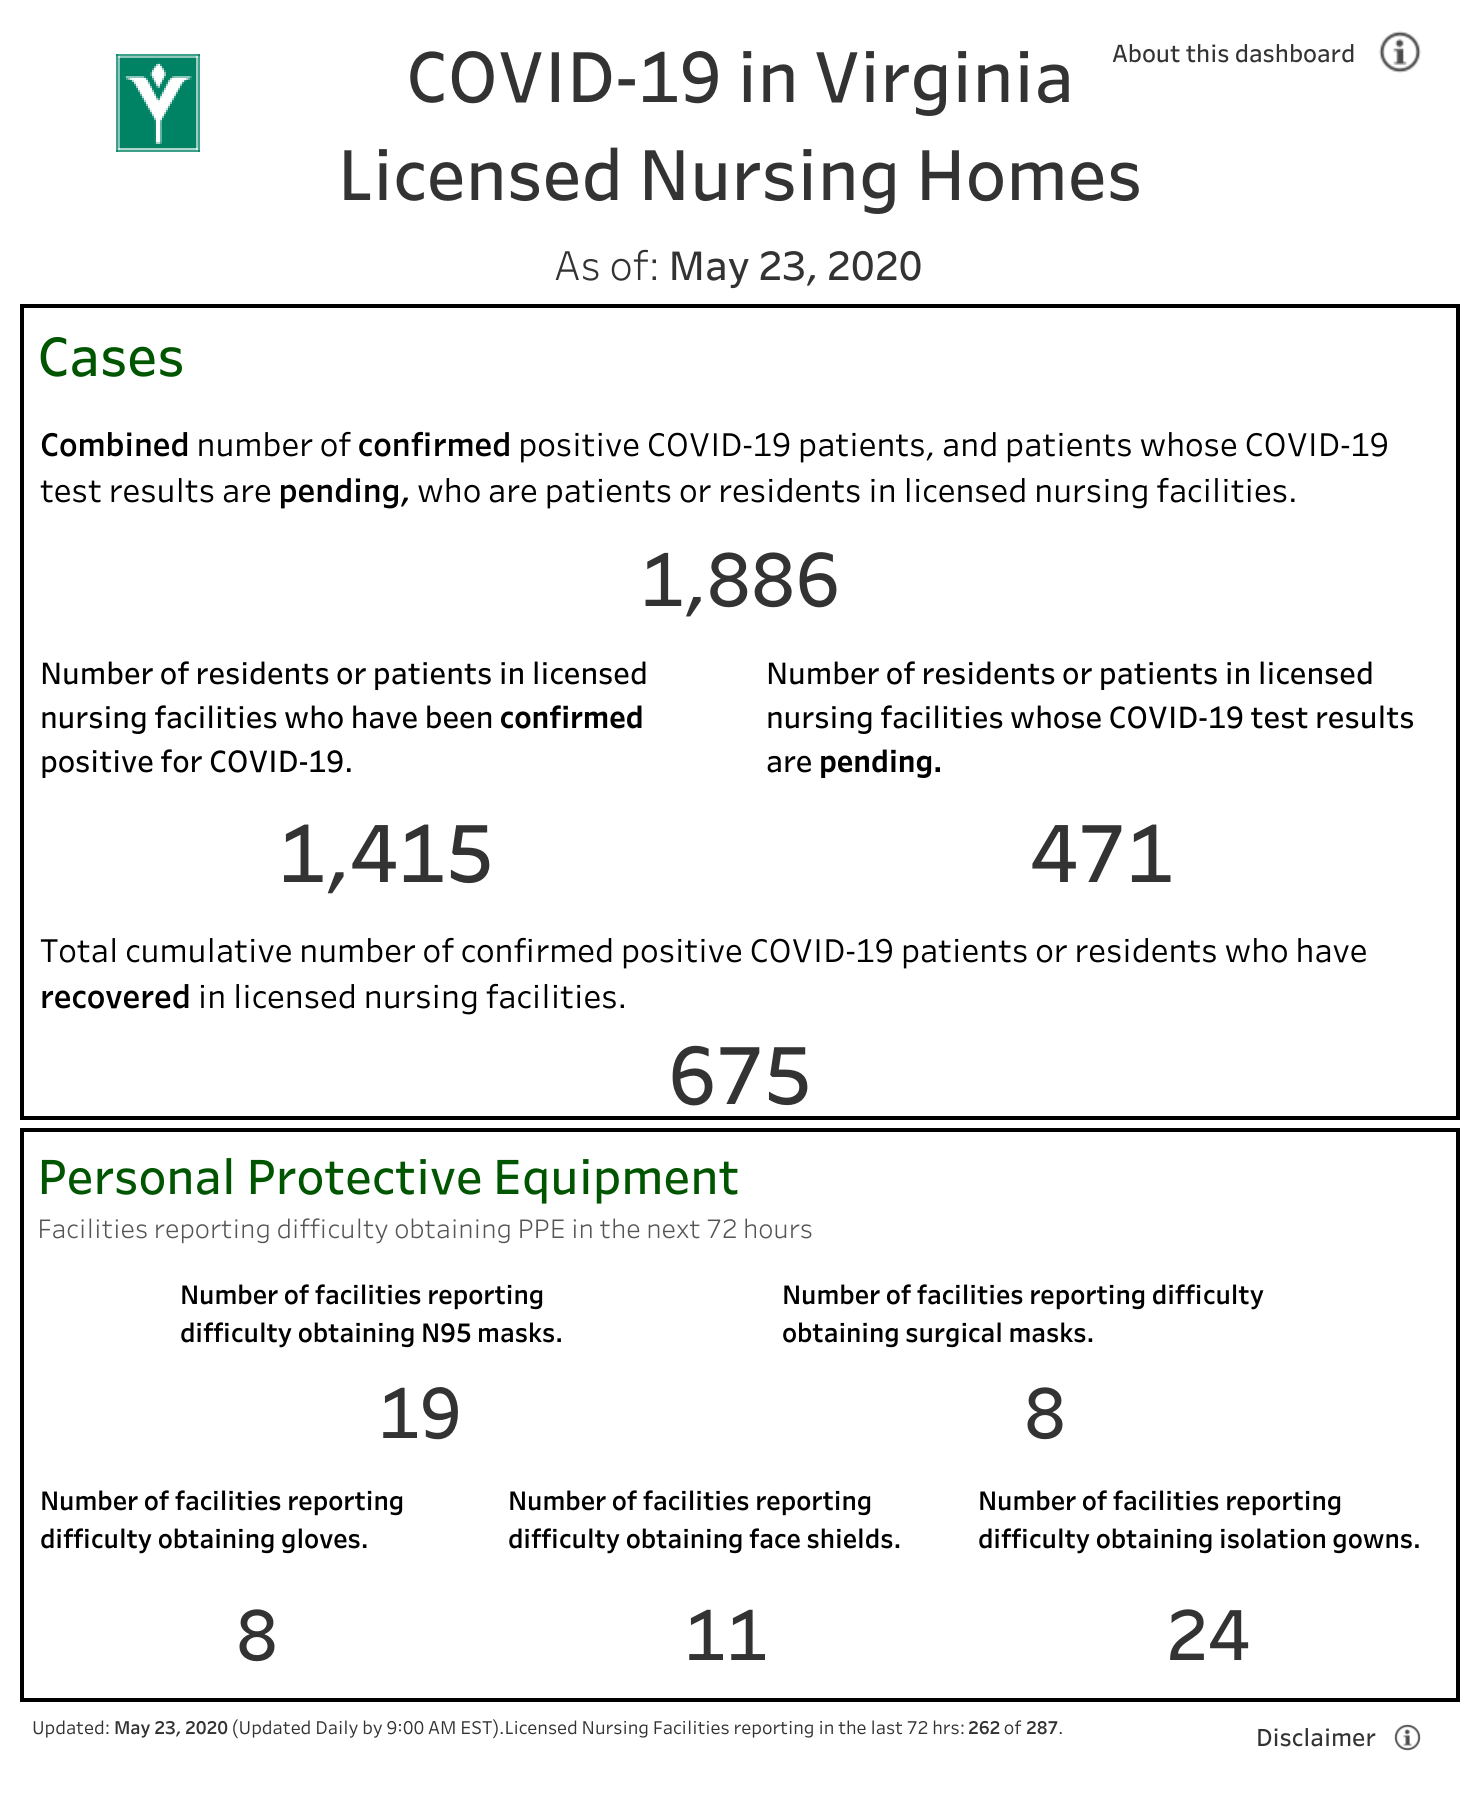 COVID-19 in Virginia
Licensed Nursing Homes
About this dashboard
As of: May 23, 2020
Cases
Combined number of confirmed positive COVID-19 patients, and patients whose COVID-19
test results are pending, who are patients or residents in licensed nursing facilities.
1,886
Number of residents or patients in licensed
nursing facilities who have been confirmed
positive for COVID-19.
1,415
Number of residents or patients in licensed
nursing facilities whose COVID-19 test results
are pending.
471
Total cumulative number of confirmed positive COVID-19 patients or residents who have
recovered in licensed nursing facilities.
675
Personal Protective Equipment
Facilities reporting difficulty obtaining PPE in the next 72 hours
Number of facilities reporting
difficulty obtaining N95 masks.
19
Number of facilities reporting difficulty
obtaining surgical masks.
8
Number of facilities reporting
difficulty obtaining gloves.
8
Number of facilities reporting
difficulty obtaining face shields.
11
Number of facilities reporting
difficulty obtaining isolation gowns.
24
Updated: May 23, 2020 (Updated Daily by 9:00 AM EST).Licensed Nursing Facilities reporting in the last 72 hrs: 262 of 287.
Disclaimer